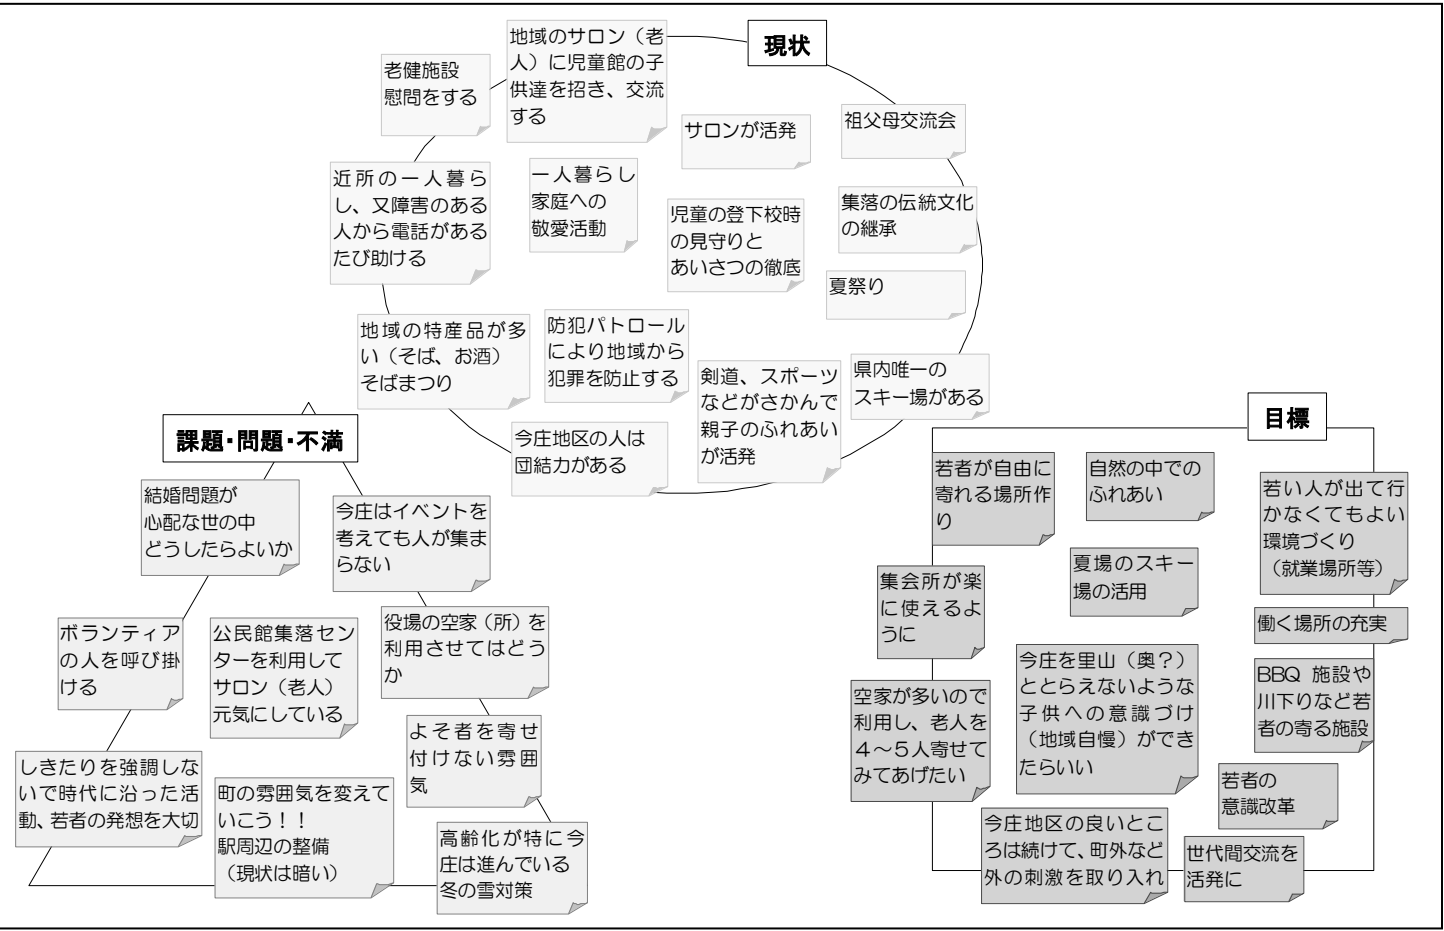 現状
老健施設
慰問をする
地域のサロン（老
人）に児童館の子
供達を招き、交流
する
サロンが活発
祖父母交流会
近所の一人暮ら
し、又障害のある
人から電話がある
たび助ける
一人暮らし
家庭への
敬愛活動
児童の登下校時
の見守りと
あいさつの徹底
集落の伝統文化
の継承
夏祭り
地域の特産品が多
い（そば、お酒）
そばまつり
防犯パトロール
により地域から
犯罪を防止する
剣道、スポーツ
などがさかんで
親子のふれあい
が活発
県内唯一の
スキー場がある
今庄地区の人は
団結力がある
課題・問題・不満
結婚問題が
心配な世の中
どうしたらよいか
今庄はイベントを
考えても人が集ま
らない
ボランティア
の人を呼び掛
ける
公民館集落セン
ターを利用して
サロン（老人）
元気にしている
役場の空家（所）を
利用させてはどう
か
よそ者を寄せ
付けない雰囲
気
しきたりを強調しな
いで時代に沿った活
動、若者の発想を大切
町の雰囲気を変えて
いこう！！
駅周辺の整備
（現状は暗い）
高齢化が特に今
庄は進んでいる
冬の雪対策
目標
若者が自由に
寄れる場所作
り
自然の中での
ふれあい
若い人が出て行
かなくてもよい
環境づくり
（就業場所等）
集会所が楽
に使えるよ
うに
夏場のスキー
場の活用
働く場所の充実
空家が多いので
利用し、老人を
４～５人寄せて
みてあげたい
今庄を里山（奥？）
ととらえないような
子供への意識づけ
（地域自慢）ができ
たらいい
BBQ 施設や
川下りなど若
者の寄る施設
若者の
意識改革
今庄地区の良いとこ
ろは続けて、町外など
外の刺激を取り入れ
世代間交流を
活発に